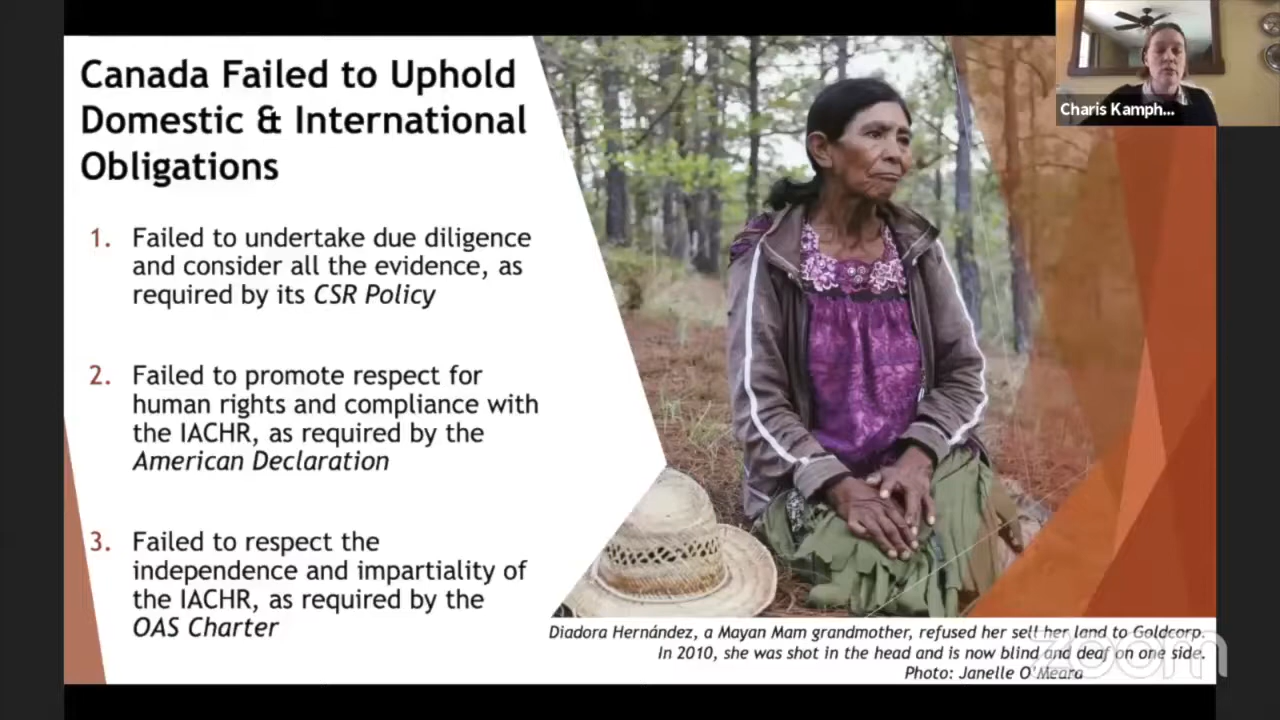 Canada Failed to Uphold
Domestic & International
Obligations
1. Failed to undertake due diligence
and consider all the evidence, as
required by its CSR Policy
2. Failed to promote respect for
human rights and compliance with
the IACHR, as required by the
American Declaration
3. Failed to respect the
independence and impartiality of
the IACHR, as required by the
OAS Charter
Charis Kamph...
Diadora Hernández, a Mayan Mam grandmother, refused her sell her land to Goldcorp.
In 2010, she was shot in the head and is now blind and deaf on one side.
Photo: Janelle O'Meara
zoom